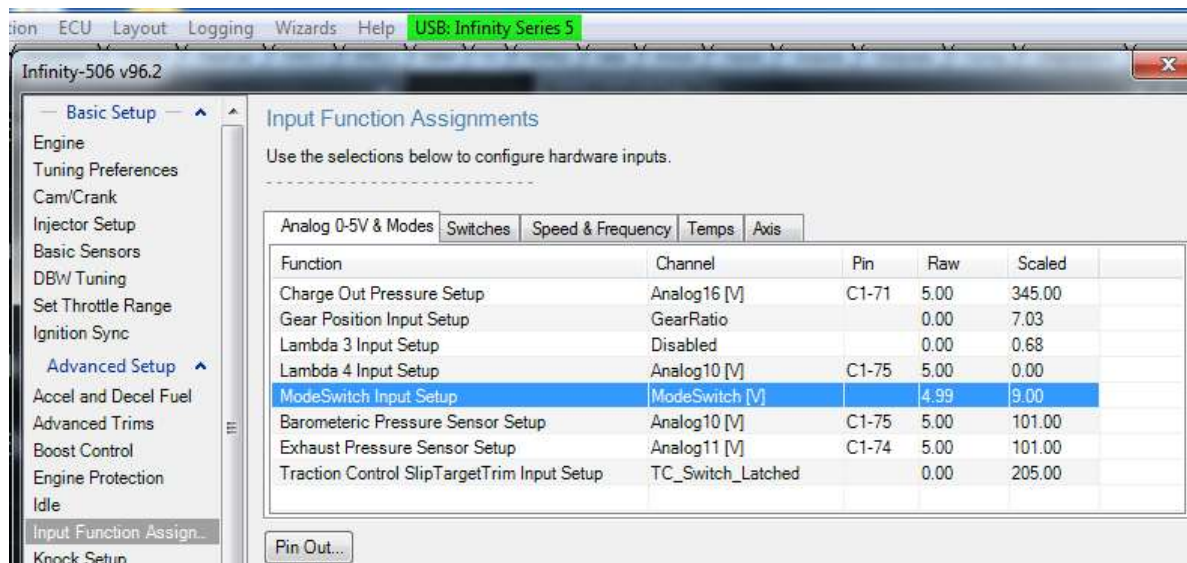 ECU Layout Logging Wizards Help USB: Infinity Series 5
Infinity-506 v96.2
Basic Setup
Engine
Tuning Preferences
Cam/Crank
Injector Setup
Basic Sensors
DBW Tuning
Set Throttle Range
Ignition Sync
Advanced Setup
Accel and Decel Fuel
Advanced Trims
Boost Control
Engine Protection
Idle
Input Function Assign..
Knock Setup
Input Function Assignments
Use the selections below to configure hardware inputs.
Analog 0-5V & Modes Switches Speed & Frequency Temps Axis
Function Channel Pin Raw Scaled
Charge Out Pressure Setup Analog16 [V] C1-71 5.00 345.00
Gear Position Input Setup GearRatio 0.00 7.03
Lambda 3 Input Setup Disabled 0.00 0.68
Lambda 4 Input Setup Analog10 [V] C1-75 5.00 0.00
ModeSwitch Input Setup ModeSwitch [V] 4.99 9.00
Barometeric Pressure Sensor Setup Analog10 [V] C1-75 5.00 101.00
Exhaust Pressure Sensor Setup Analog11 [V] C1-74 5.00 101.00
Traction Control SlipTargetTrim Input Setup TC_Switch_Latched 0.00 205.00
Pin Out...